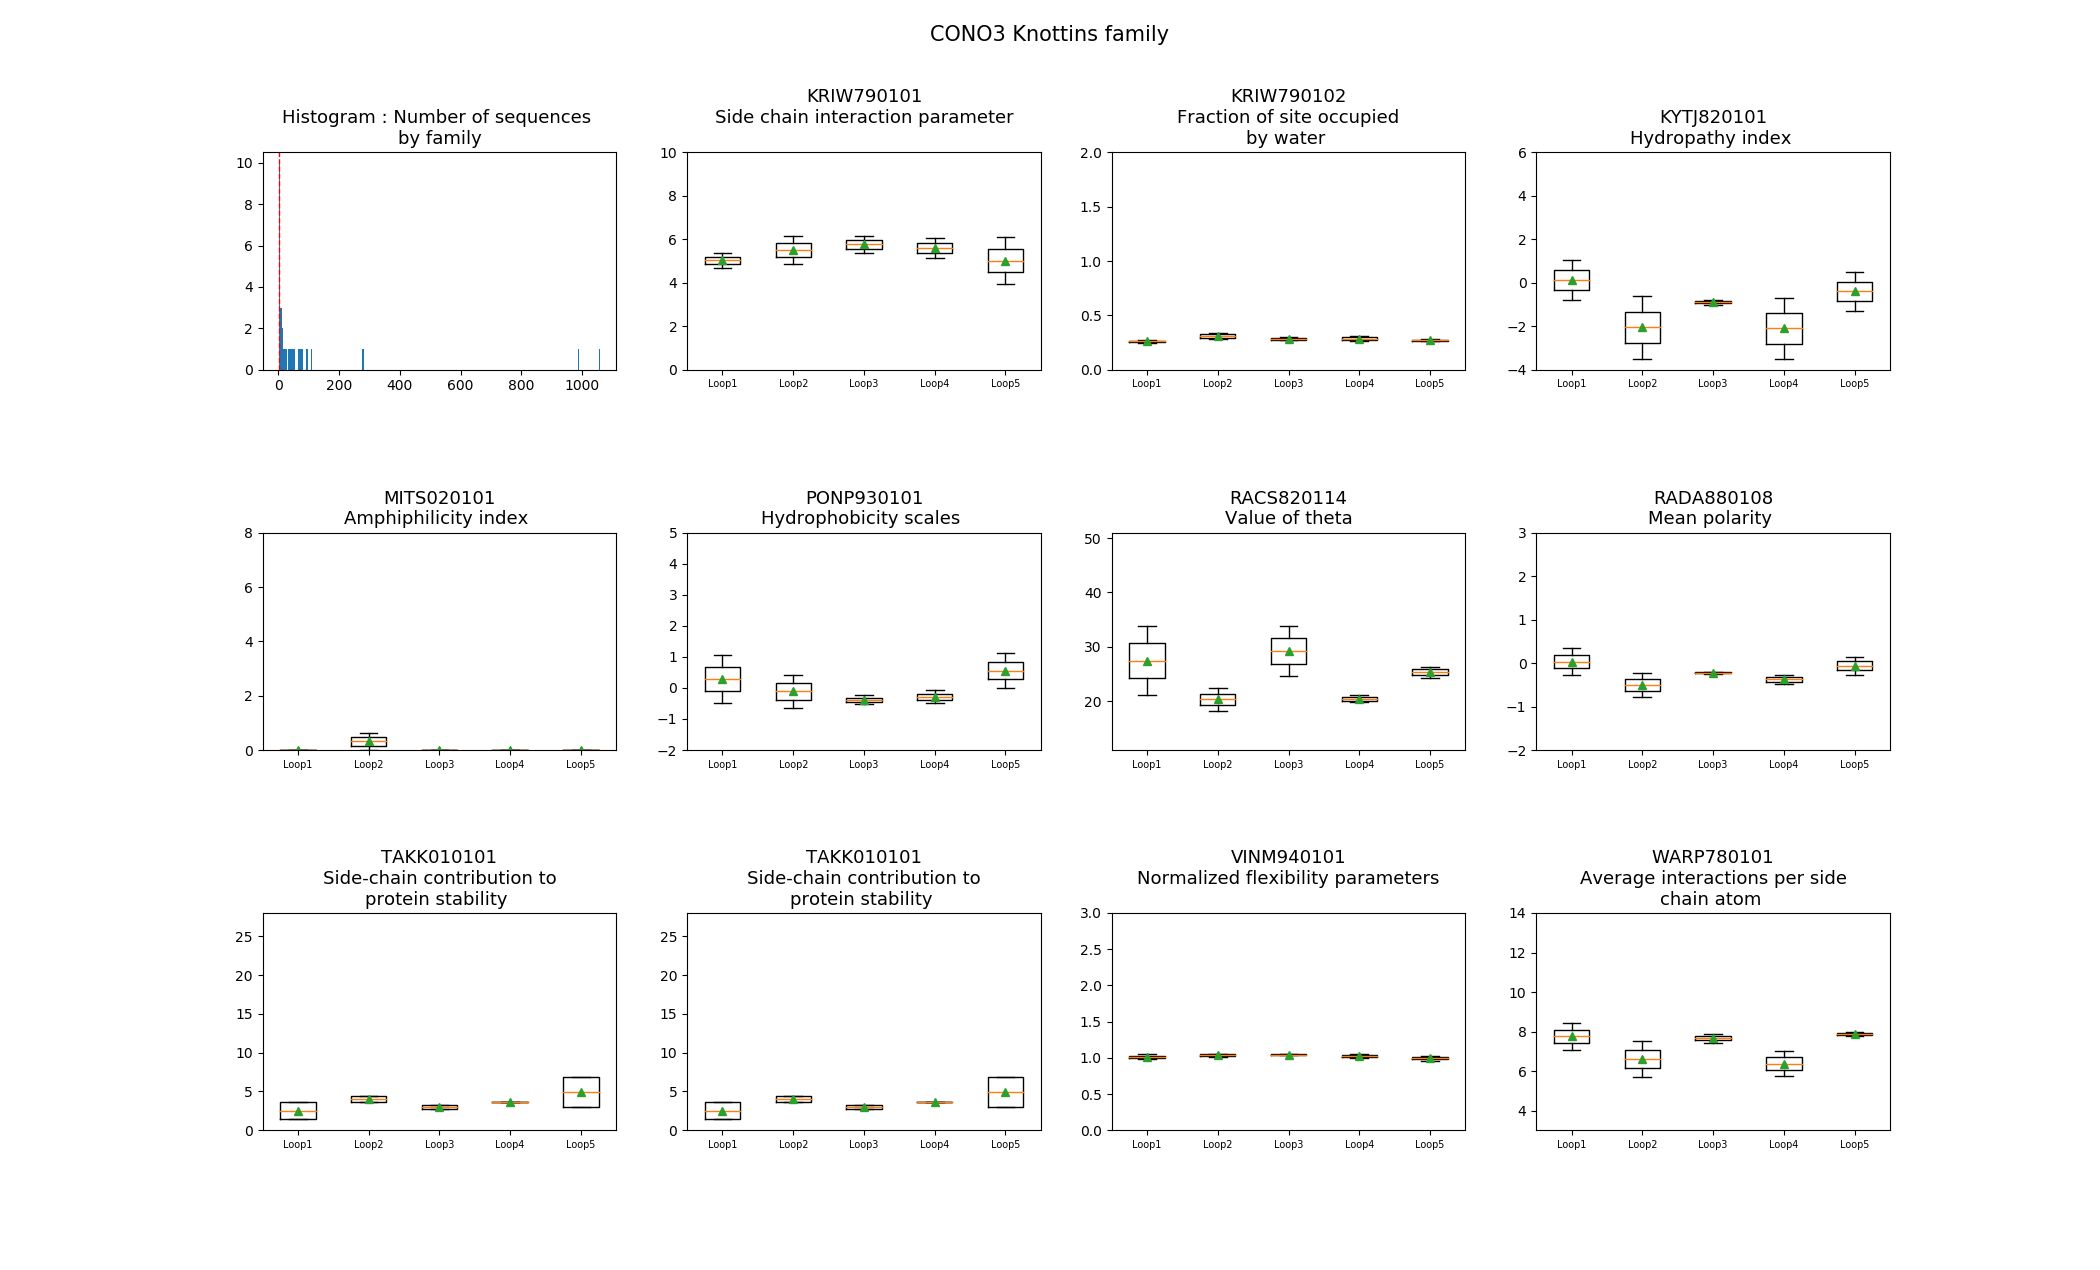 CONO3 Knottins family
Histogram : Number of sequences
by family
10
8
6
4
2
0
0 200 400 600 800 1000
KRIW790101
Side chain interaction parameter
10
8
6
4
2
0
Loop1 Loop2 Loop3 Loop4 Loop5
KRIW790102
Fraction of site occupied
by water
2.0
1.5
1.0
0.5
0.0
Loop1 Loop2 Loop3 Loop4 Loop5
KYTJ820101
Hydropathy index
6
4
2
0
−2
−4
Loop1 Loop2 Loop3 Loop4 Loop5
MITS020101
Amphiphilicity index
8
6
4
2
0
Loop1 Loop2 Loop3 Loop4 Loop5
PONP930101
Hydrophobicity scales
5
4
3
2
1
0
−1
−2
Loop1 Loop2 Loop3 Loop4 Loop5
RACS820114
Value of theta
50
40
30
20
Loop1 Loop2 Loop3 Loop4 Loop5
RADA880108
Mean polarity
3
2
1
0
−1
−2
Loop1 Loop2 Loop3 Loop4 Loop5
TAKK010101
Side-chain contribution to
protein stability
25
20
15
10
5
0
Loop1 Loop2 Loop3 Loop4 Loop5
TAKK010101
Side-chain contribution to
protein stability
25
20
15
10
5
0
Loop1 Loop2 Loop3 Loop4 Loop5
VINM940101
Normalized flexibility parameters
3.0
2.5
2.0
1.5
1.0
0.5
0.0
Loop1 Loop2 Loop3 Loop4 Loop5
WARP780101
Average interactions per side
chain atom
14
12
10
8
6
4
Loop1 Loop2 Loop3 Loop4 Loop5